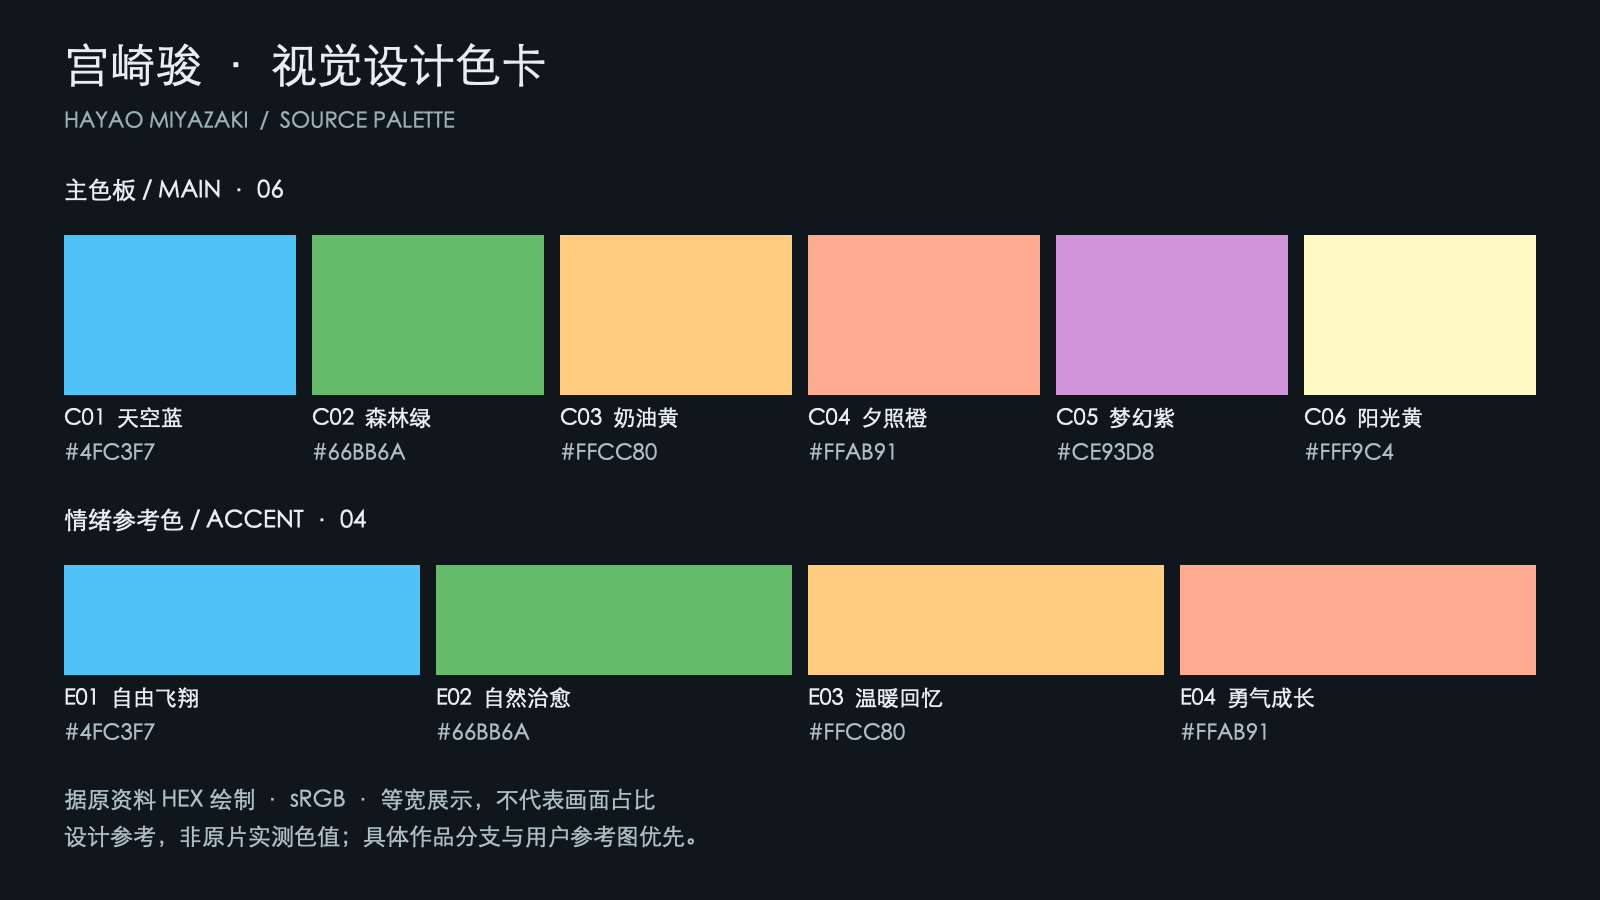 宫崎骏 · 视觉设计色卡
HAYAO MIYAZAKI / SOURCE PALETTE
主色板 / MAIN · 06
C01 天空蓝
#4FC3F7
C02 森林绿
#66BB6A
C03 奶油黄
#FFCC80
C04 夕照橙
#FFAB91
C05 梦幻紫
#CE93D8
C06 阳光黄
#FFF9C4
情绪参考色 / ACCENT · 04
E01 自由飞翔
#4FC3F7
E02 自然治愈
#66BB6A
E03 温暖回忆
#FFCC80
E04 勇气成长
#FFAB91
据原资料 HEX 绘制 · sRGB · 等宽展示，不代表画面占比
设计参考，非原片实测色值；具体作品分支与用户参考图优先。